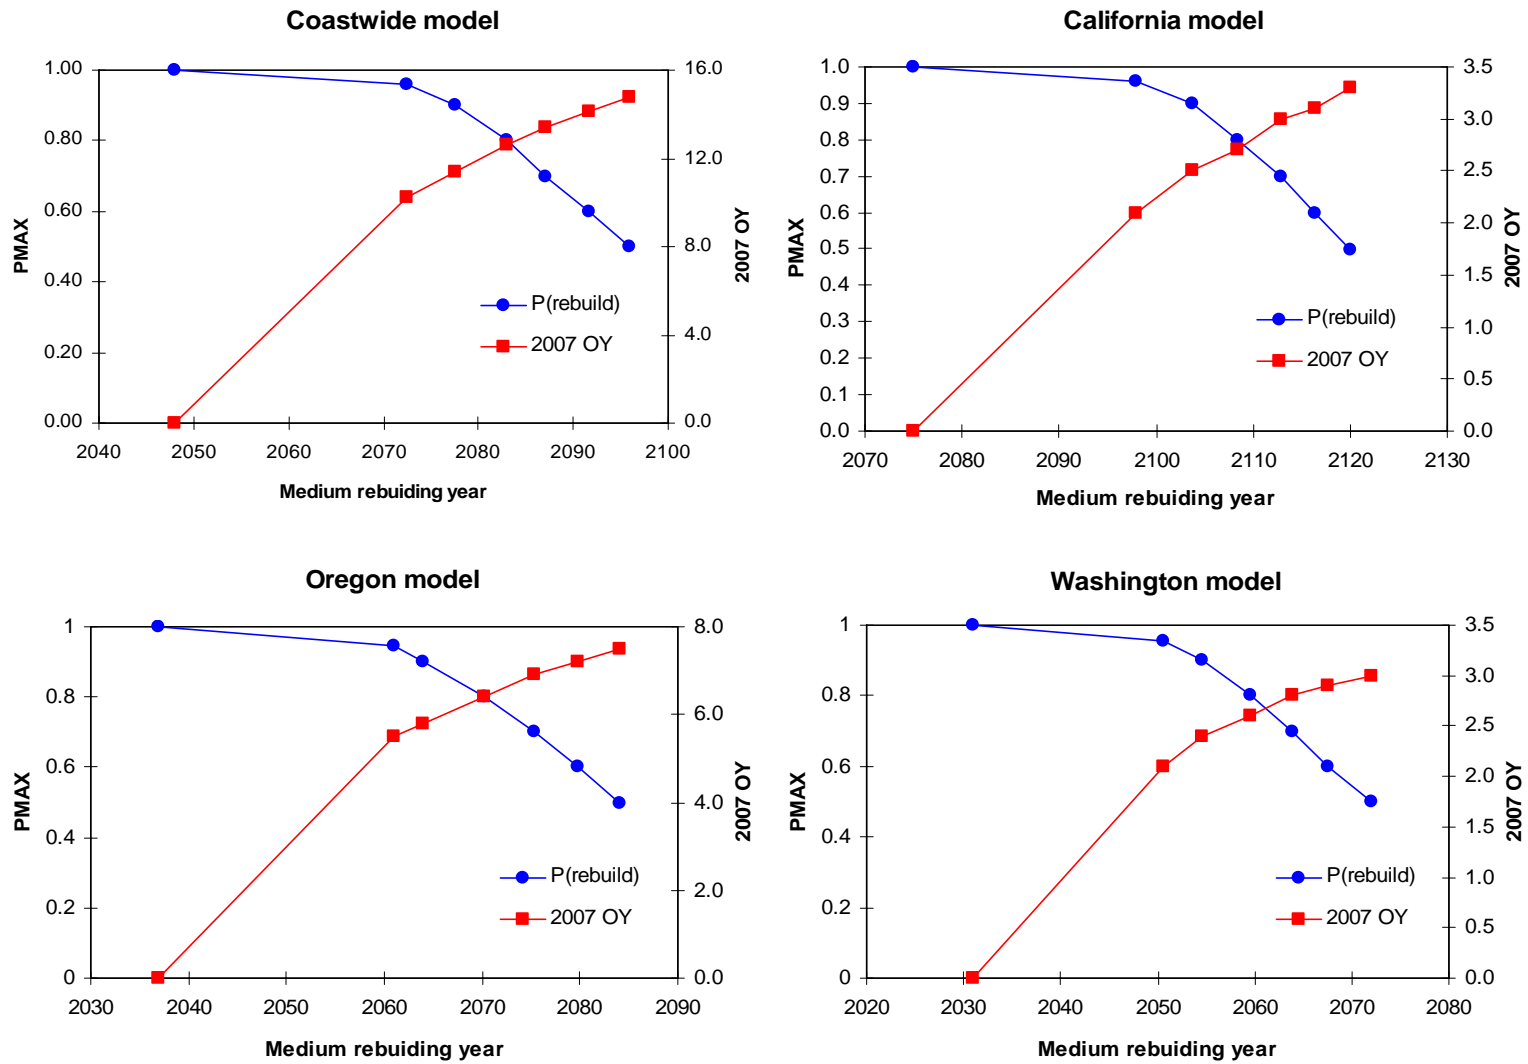 Coastwide model
1.00
0.80
0.60
0.40
0.20
0.00
PMAX
16.0
12.0
8.0
4.0
0.0
2007 OY
P(rebuild)
2007 OY
2040 2050 2060 2070 2080 2090 2100
Medium rebuiding year
California model
1.0
0.9
0.8
0.7
0.6
0.5
0.4
0.3
0.2
0.1
0.0
PMAX
3.5
3.0
2.5
2.0
1.5
1.0
0.5
0.0
2007 OY
P(rebuild)
2007 OY
2070 2080 2090 2100 2110 2120 2130
Medium rebuiding year
Oregon model
1
0.8
0.6
0.4
0.2
0
PMAX
8.0
6.0
4.0
2.0
0.0
2007 OY
P(rebuild)
2007 OY
2030 2040 2050 2060 2070 2080 2090
Medium rebuiding year
Washington model
1
0.8
0.6
0.4
0.2
0
PMAX
3.5
3.0
2.5
2.0
1.5
1.0
0.5
0.0
2007 OY
P(rebuild)
2007 OY
2020 2030 2040 2050 2060 2070 2080
Medium rebuiding year